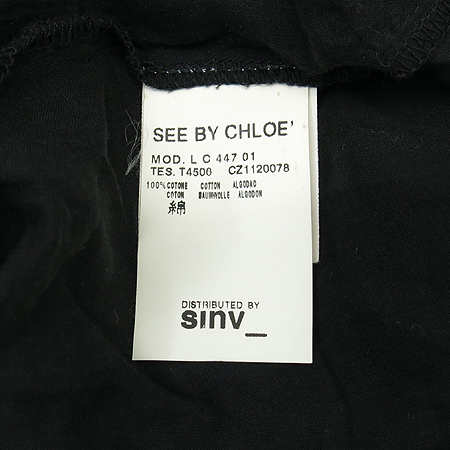 SEE BY CHLOE'
MOD. L C 447 01
TES. T4500 CZ1120078
100% COTONE COTTON ALGODAO
COTON BAUMWOLLE ALGODON
綿
DISTRIBUTED BY
sinv_